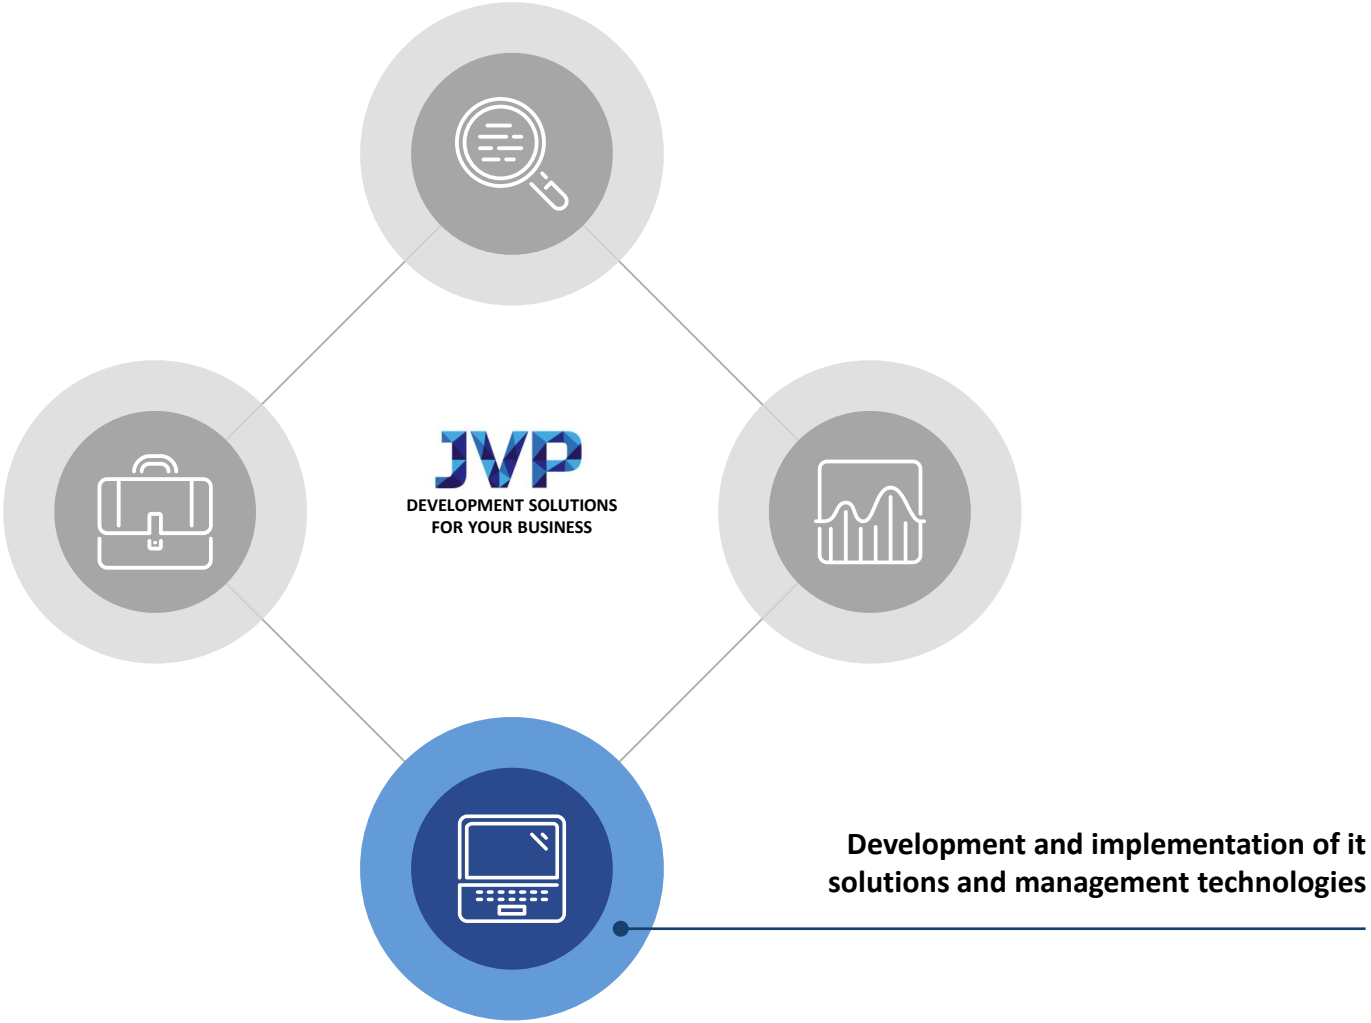 JVP
DEVELOPMENT SOLUTIONS
FOR YOUR BUSINESS
Development and implementation of it
solutions and management technologies